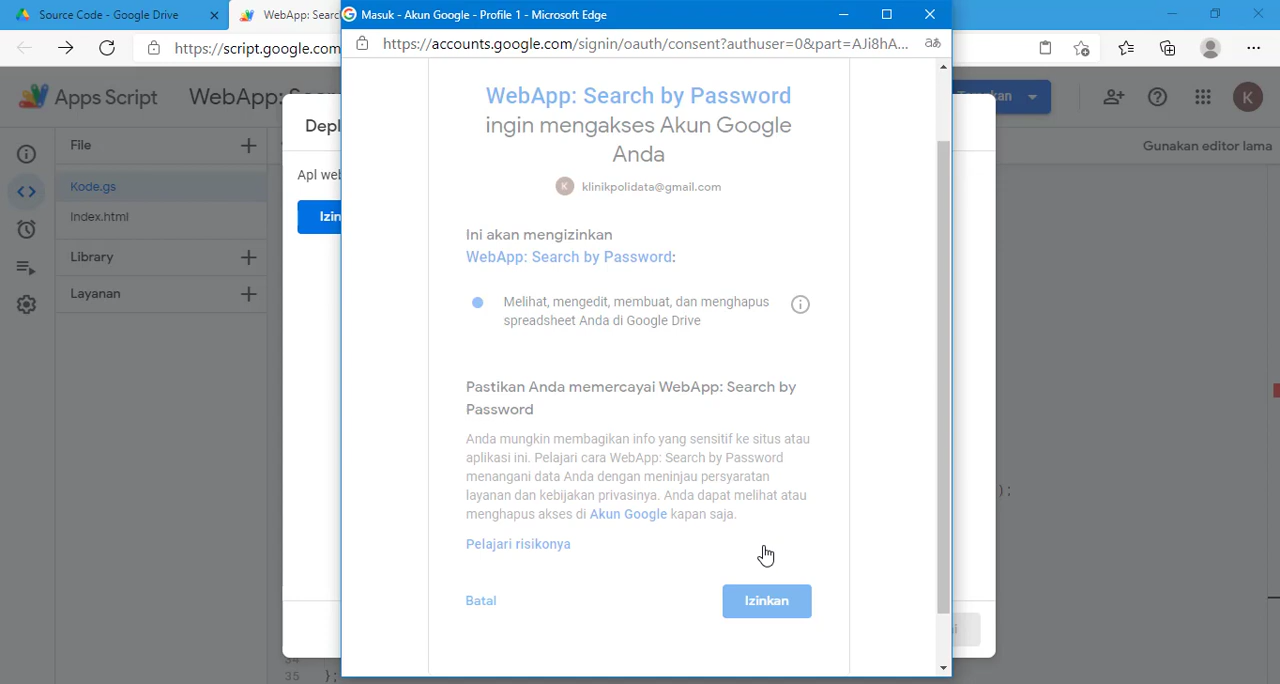 Source Code - Google Drive
WebApp: Searc
Masuk - Akun Google - Profile 1 - Microsoft Edge
https://script.google.com
https://accounts.google.com/signin/oauth/consent?authuser=0&part=AJi8hA...
Apps Script
WebApp:
K
File
Gunakan editor lama
Kode.gs
Index.html
Library
Layanan
Depl
Apl web
Izin
WebApp: Search by Password
ingin mengakses Akun Google
Anda
K klinikpolidata@gmail.com
Ini akan mengizinkan
WebApp: Search by Password:
Melihat, mengedit, membuat, dan menghapus
spreadsheet Anda di Google Drive
Pastikan Anda memercayai WebApp: Search by
Password
Anda mungkin membagikan info yang sensitif ke situs atau
aplikasi ini. Pelajari cara WebApp: Search by Password
menangani data Anda dengan meninjau persyaratan
layanan dan kebijakan privasinya. Anda dapat melihat atau
menghapus akses di Akun Google kapan saja.
Pelajari risikonya
Batal
Izinkan
);
34
35 };